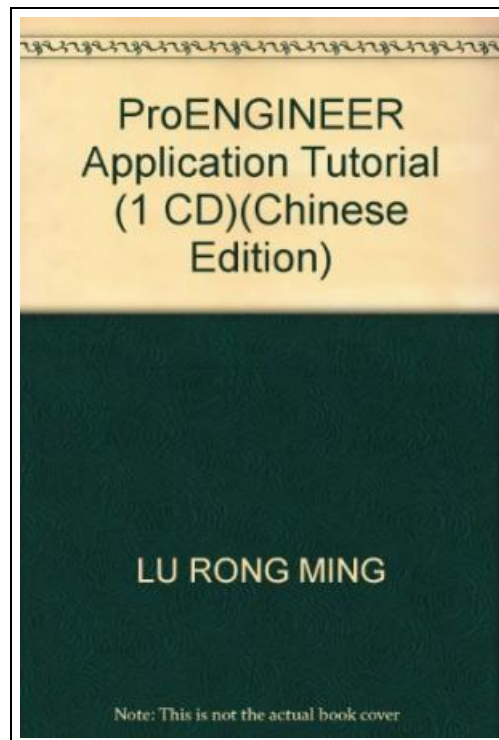 ProENGINEER
Application Tutorial
(1 CD)(Chinese
Edition)
LU RONG MING
Note: This is not the actual book cover